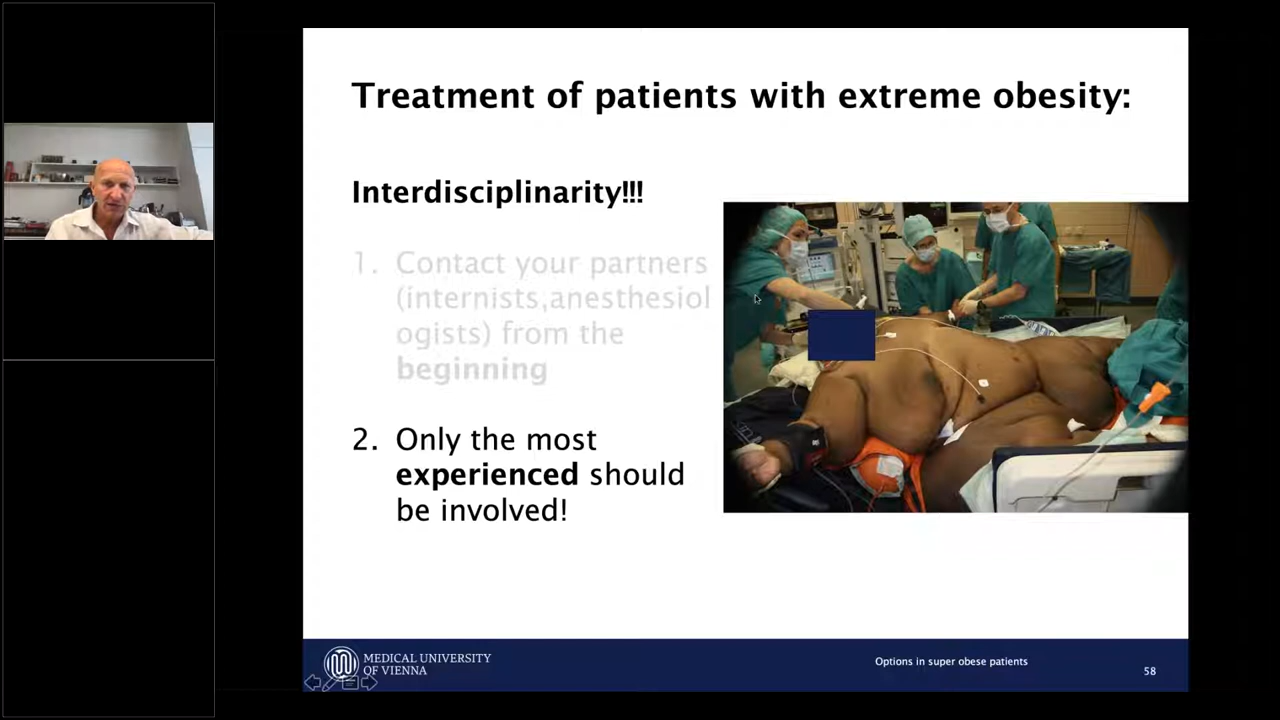 Treatment of patients with extreme obesity:
Interdisciplinarity!!!
1. Contact your partners
(internists,anesthesiol
ogists) from the
beginning
2. Only the most
experienced should
be involved!
MEDICAL UNIVERSITY
OF VIENNA
Options in super obese patients
58